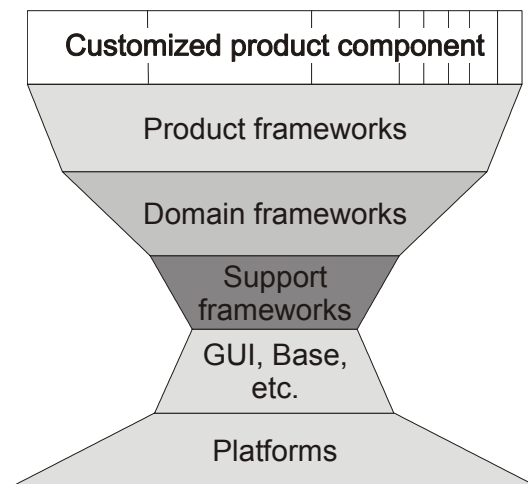 Customized product component
Product frameworks
Domain frameworks
Support
frameworks
GUI, Base,
etc.
Platforms